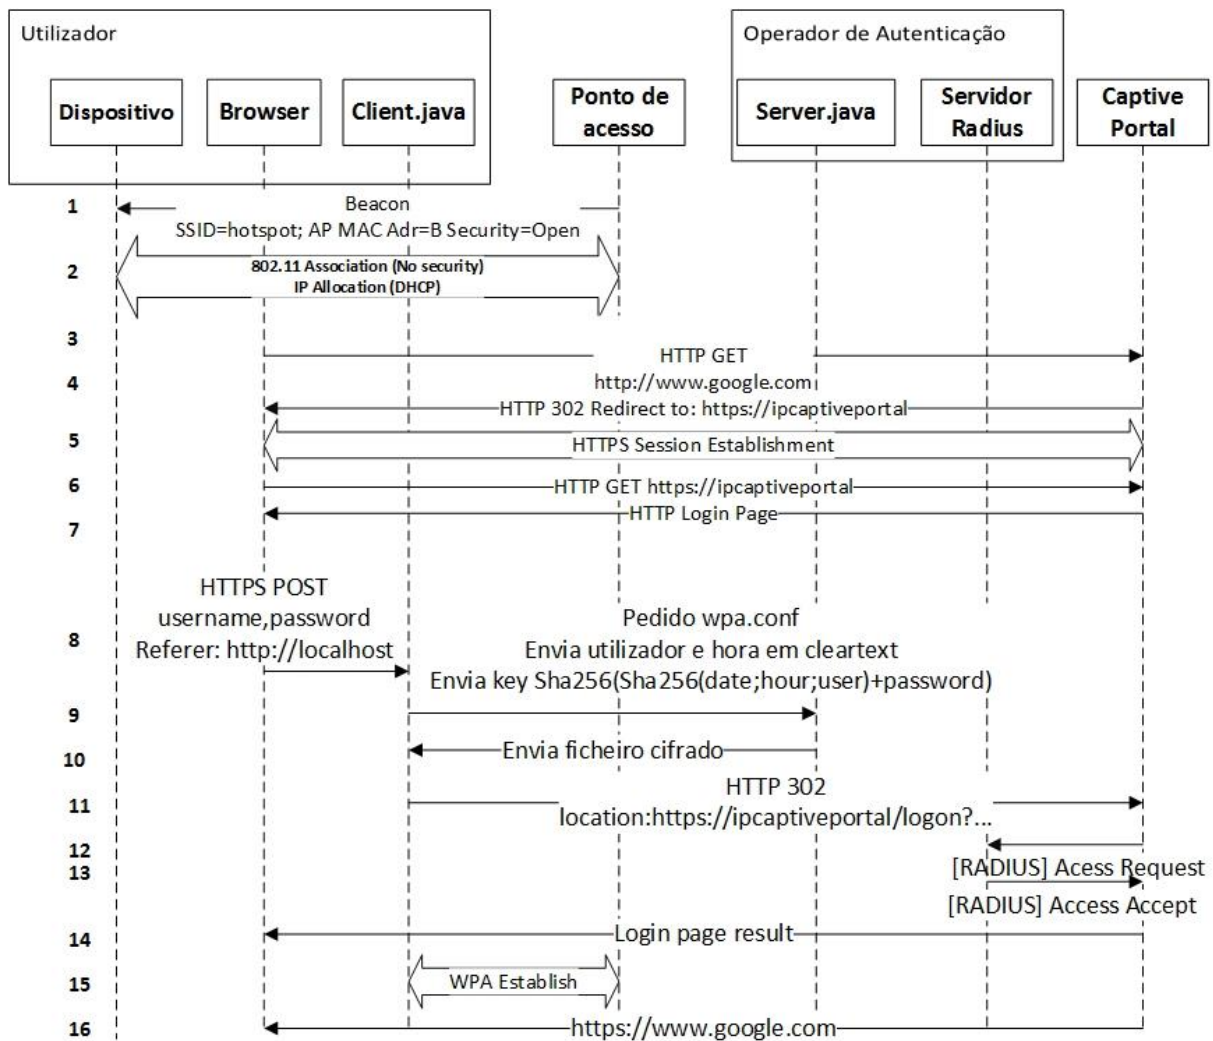 Utilizador
Operador de Autenticação
Dispositivo
Browser
Client.java
Ponto de
acesso
Server.java
Servidor
Radius
Captive
Portal
1
Beacon
SSID=hotspot; AP MAC Adr=B Security=Open
2
802.11 Association (No security)
IP Allocation (DHCP)
3
HTTP GET
4
http://www.google.com
HTTP 302 Redirect to: https://ipcaptiveportal
5
HTTPS Session Establishment
6
HTTP GET https://ipcaptiveportal
HTTP Login Page
7
HTTPS POST
username,password
Referer: http://localhost
8
Pedido wpa.conf
Envia utilizador e hora em cleartext
Envia key Sha256(Sha256(date;hour;user)+password)
9
10
Envia ficheiro cifrado
11
HTTP 302
location:https://ipcaptiveportal/logon?...
12
[RADIUS] Acess Request
13
[RADIUS] Access Accept
14
Login page result
15
WPA Establish
16
https://www.google.com